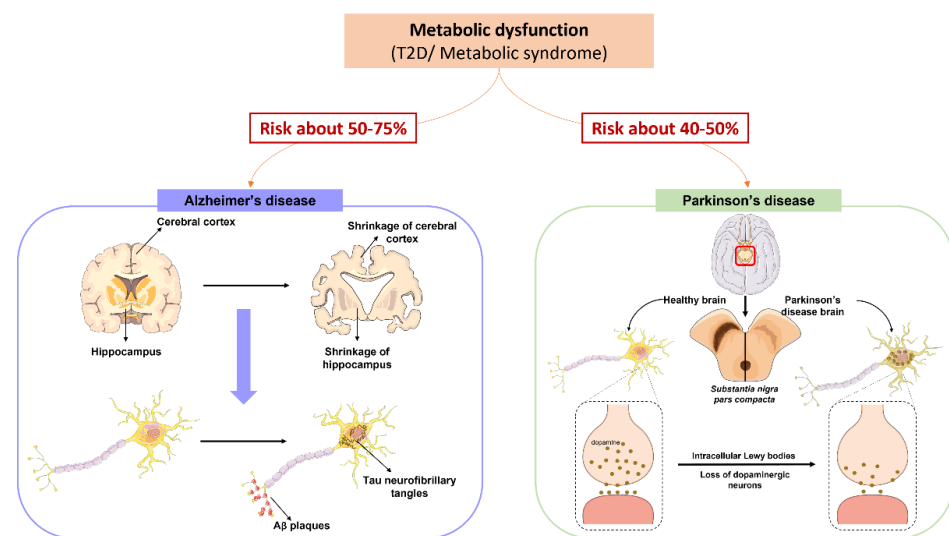 Metabolic dysfunction
(T2D/ Metabolic syndrome)
Risk about 50-75%
Risk about 40-50%
Alzheimer's disease
Cerebral cortex
Shrinkage of cerebral
cortex
Hippocampus
Shrinkage of
hippocampus
Tau neurofibrillary
tangles
Aβ plaques
Parkinson's disease
Healthy brain
Parkinson's
disease brain
Substantia nigra
pars compacta
dopamine
Intracellular Lewy bodies
Loss of dopaminergic
neurons